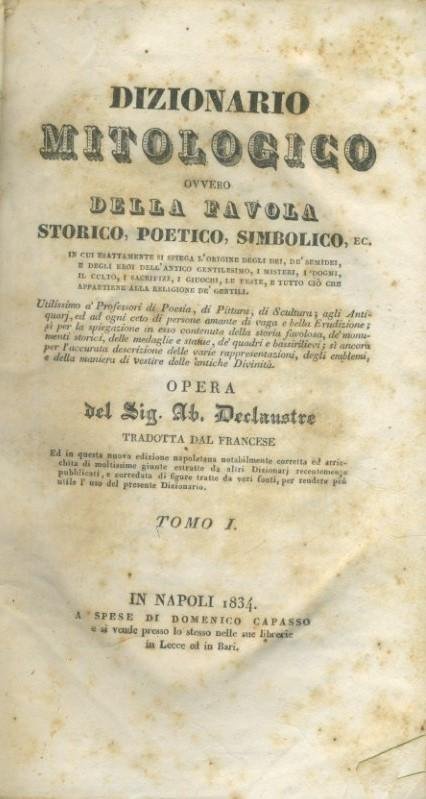 DIZIONARIO
MITOLOGICO
OVVERO
DELLA FAVOLA
STORICO, POETICO, SIMBOLICO, EC.
IN CUI ESATTAMENTE SI SPIEGA L'ORIGINE DEGLI DEI, DE' SEMIDEI,
E DEGLI EROI DELL'ANTICO GENTILESIMO, I MISTERI, I DOGMI,
IL CULTO, I SACRIFIZI, I GIUOCHI, LE FESTE, E TUTTO CIÒ CHE
APPARTIENE ALLA RELIGIONE DE' GENTILI.
Utilissimo a' Professori di Poesia, di Pittura, di Scultura; agli Anti-
quarj, ed ad ogni ceto di persone amante di vaga e bella Erudizione;
sì per la spiegazione in esso contenuta della storia favolosa, de' monu-
menti storici, delle medaglie e statue, de' quadri e bassirilievi; sì ancora
per l'accurata descrizione delle varie rappresentazioni, degli emblemi,
e della maniera di vestire delle antiche Divinità.
OPERA
del Sig. Ab. Declaustre
TRADOTTA DAL FRANCESE
Ed in questa nuova edizione napoletana notabilmente corretta ed arric-
chita di moltissime giunte estratte da altri Dizionarj recentemente
pubblicati, e corredata di figure tratte da veri fonti, per rendere più
utile l'uso del presente Dizionario.
TOMO I.
IN NAPOLI 1834.
A SPESE DI DOMENICO CAPASSO
e si vende presso lo stesso nelle sue librerie
in Lecce ed in Bari.